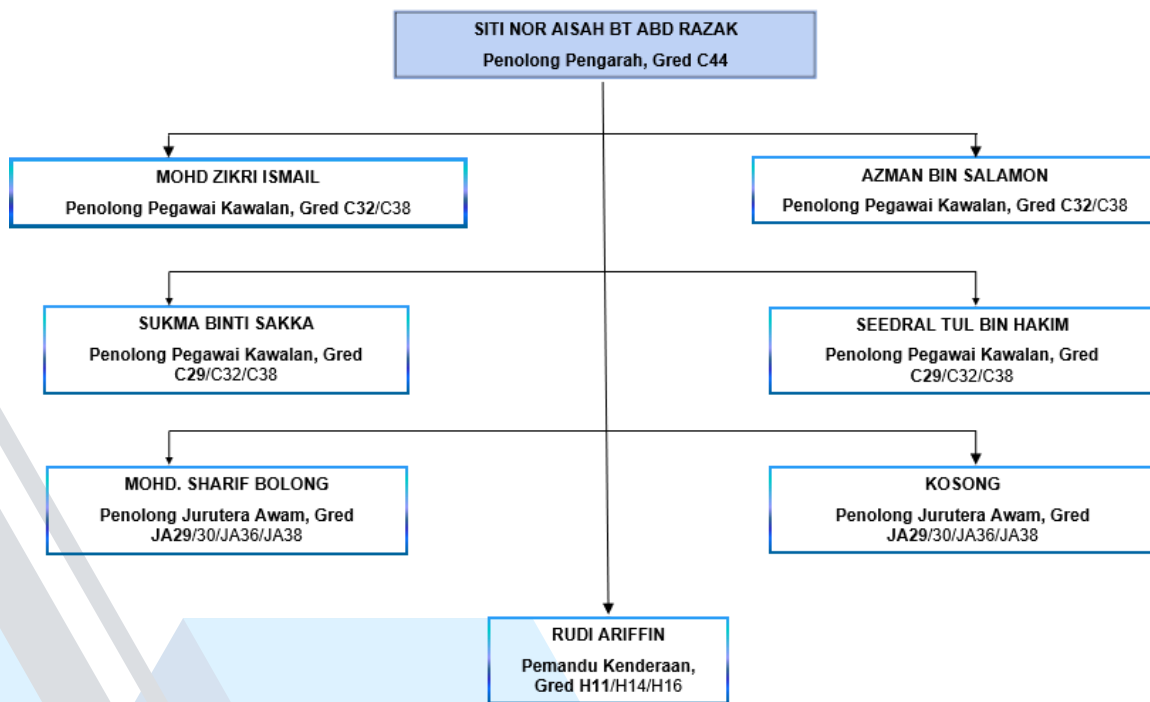 SITI NOR AISAH BT ABD RAZAK
Penolong Pengarah, Gred C44
MOHD ZIKRI ISMAIL
Penolong Pegawai Kawalan, Gred C32/C38
AZMAN BIN SALAMON
Penolong Pegawai Kawalan, Gred C32/C38
SUKMA BINTI SAKKA
Penolong Pegawai Kawalan, Gred
C29/C32/C38
SEEDRAL TUL BIN HAKIM
Penolong Pegawai Kawalan, Gred
C29/C32/C38
MOHD. SHARIF BOLONG
Penolong Jurutera Awam, Gred
JA29/30/JA36/JA38
KOSONG
Penolong Jurutera Awam, Gred
JA29/30/JA36/JA38
RUDI ARIFFIN
Pemandu Kenderaan,
Gred H11/H14/H16